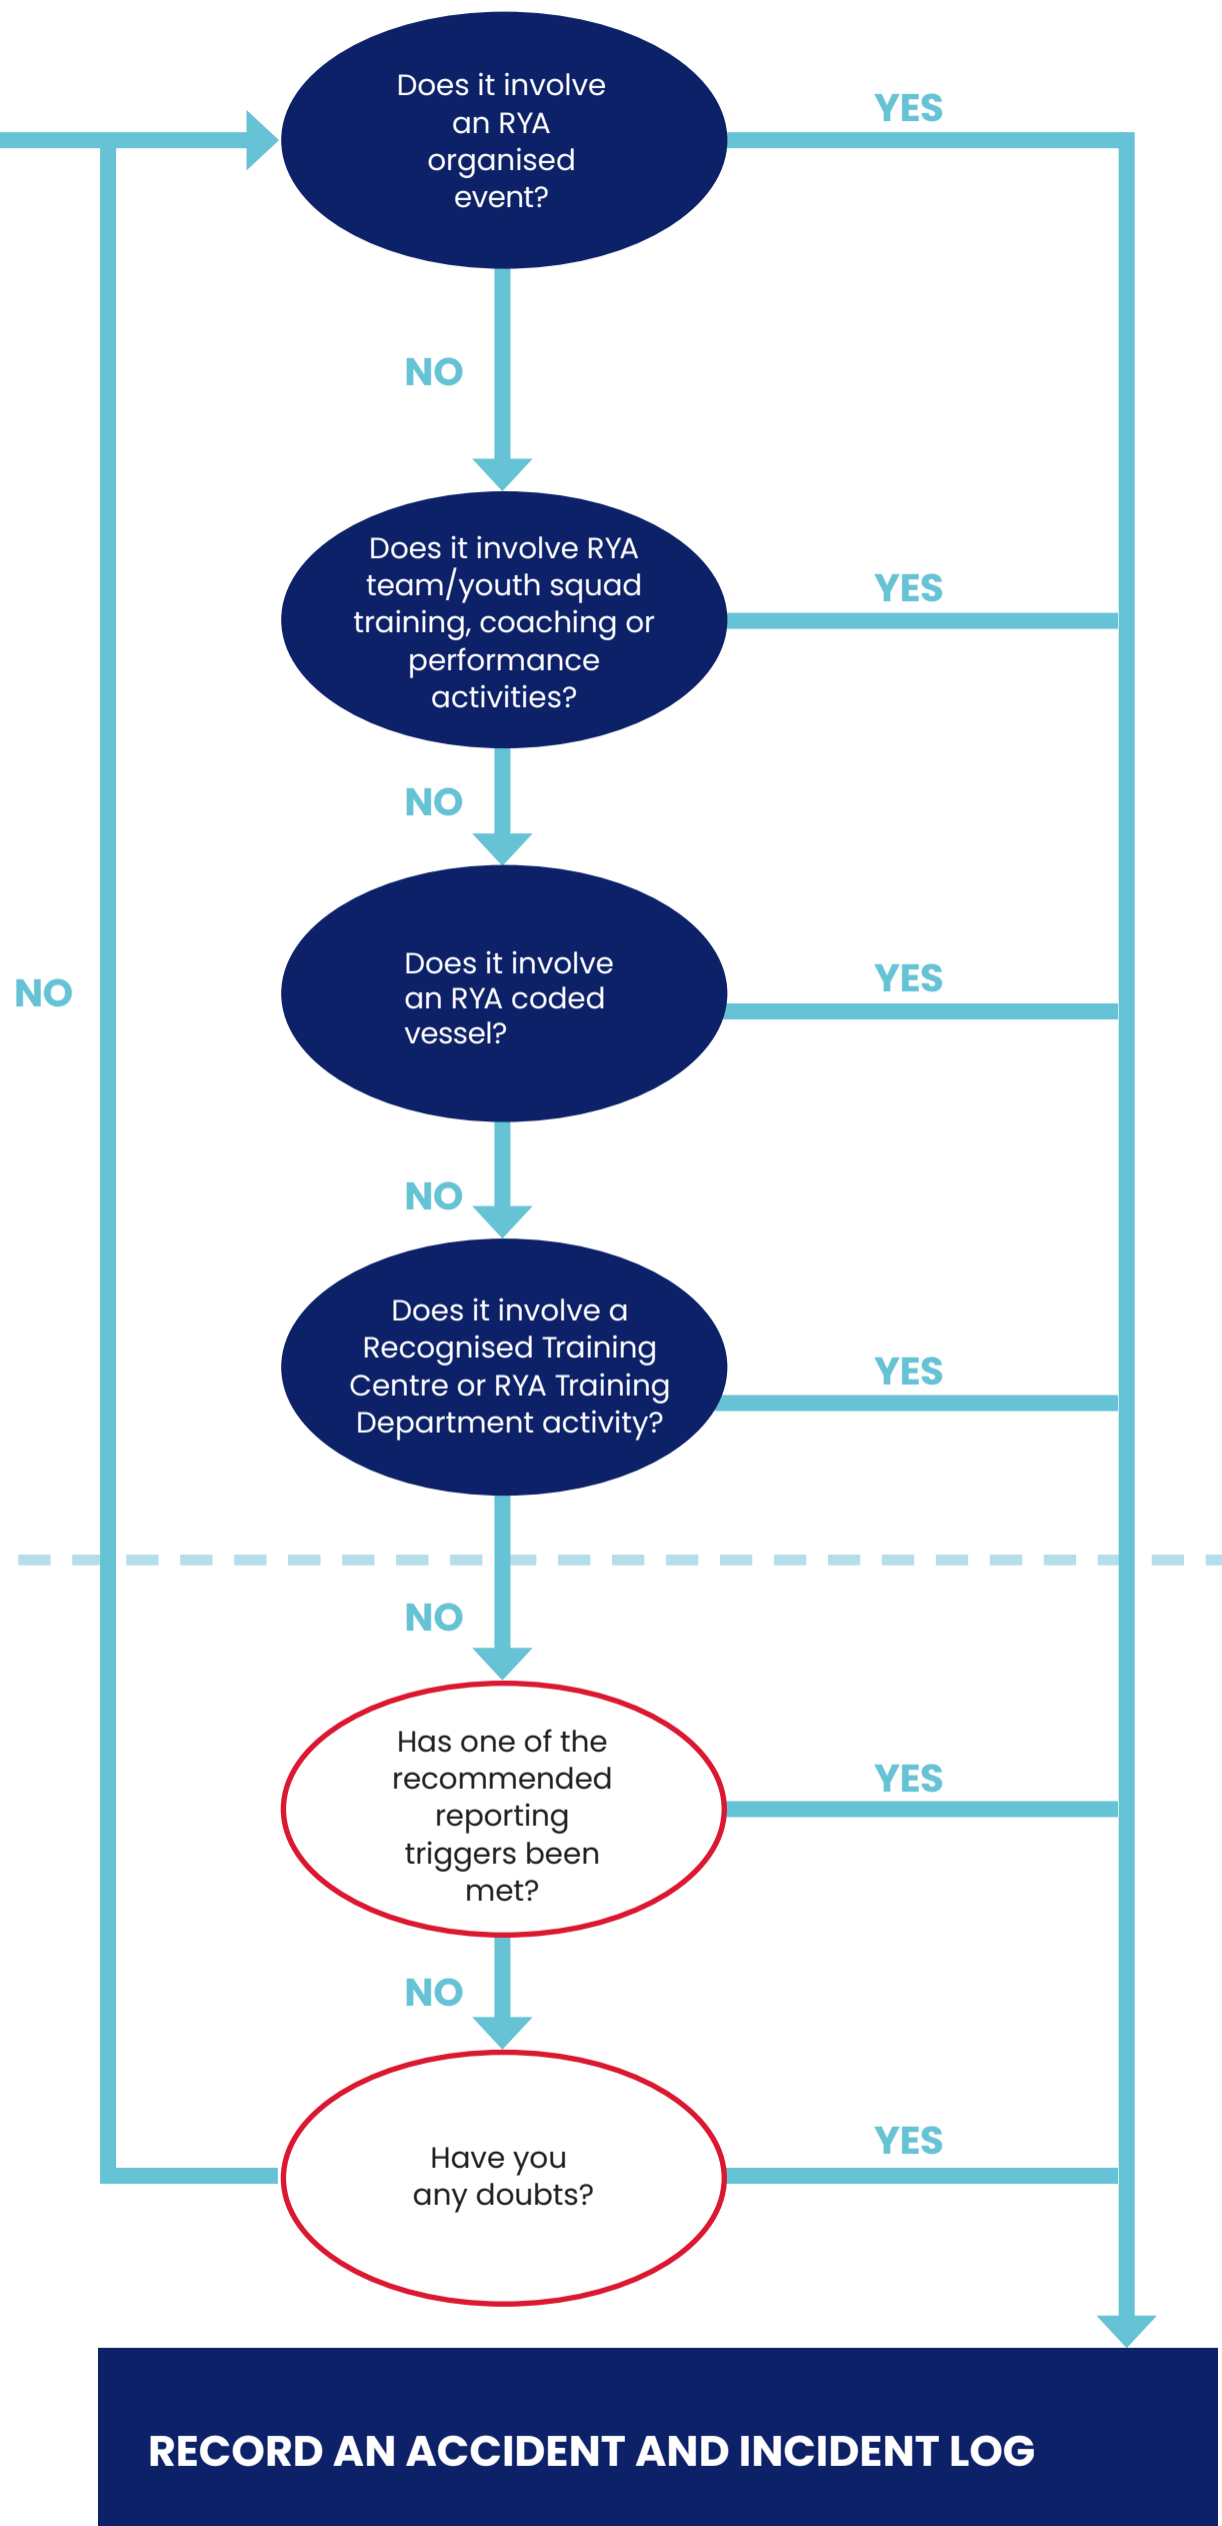 Does it involve
an RYA
organised
event?
YES
NO
Does it involve RYA
team/youth squad
training, coaching or
performance
activities?
YES
NO
Does it involve
an RYA coded
vessel?
YES
NO
NO
Does it involve a
Recognised Training
Centre or RYA Training
Department activity?
YES
NO
Has one of the
recommended
reporting
triggers been
met?
YES
NO
Have you
any doubts?
YES
RECORD AN ACCIDENT AND INCIDENT LOG